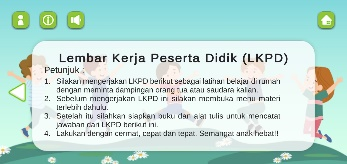 Lembar Kerja Peserta Didik (LKPD)
Petunjuk :
1. Silakan mengerjakan LKPD berikut sebagai latihan belajar di rumah
dengan meminta dampingan orang tua atau saudara kalian.
2. Sebelum mengerjakan LKPD ini silakan membuka menu materi
terlebih dahulu.
3. Setelah itu silahkan siapkan buku dan alat tulis untuk mencatat
jawaban dari LKPD berikut ini.
4. Lakukan dengan cermat, cepat dan tepat. Semangat anak hebat!!